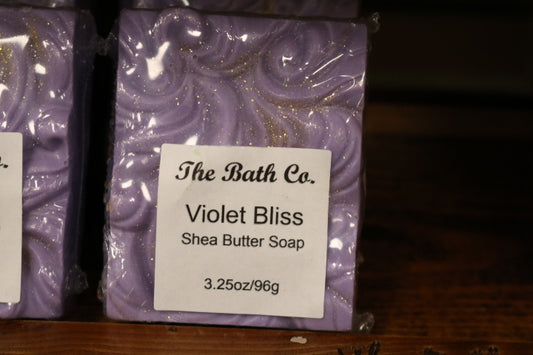 The Bath Co.
Violet Bliss
Shea Butter Soap
3.25oz/96g